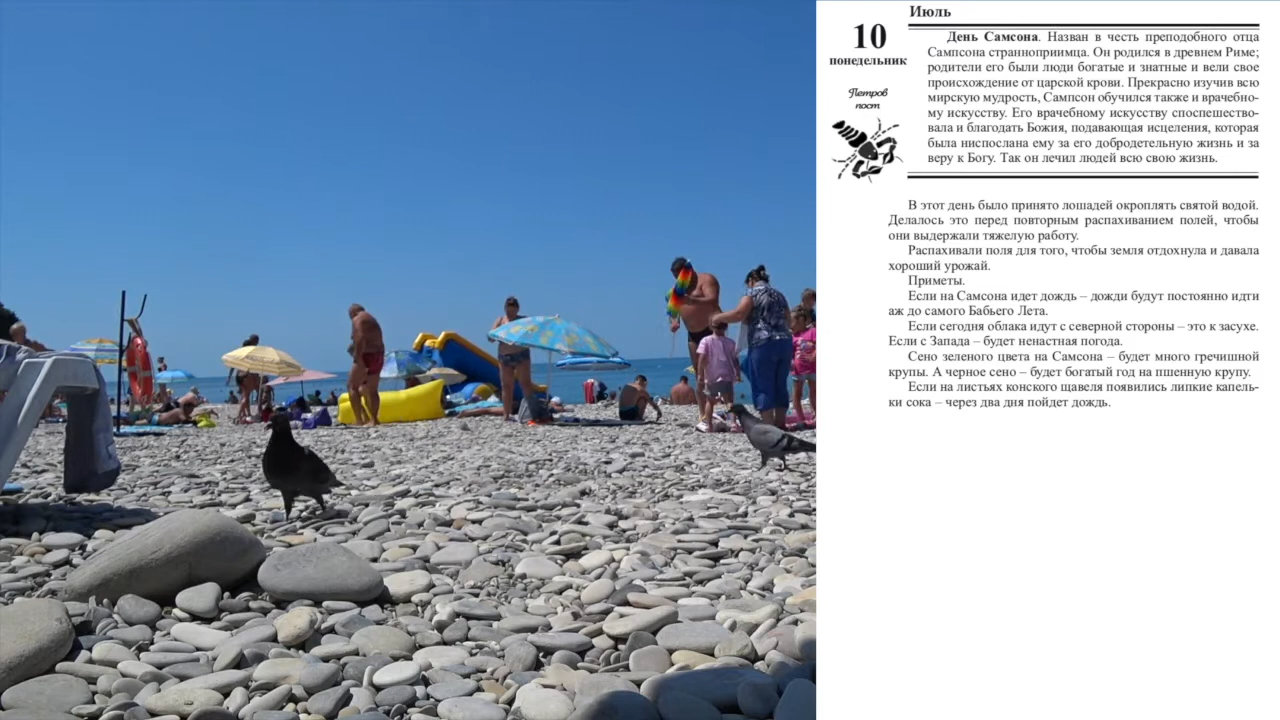 Июль
10
понедельник
Петров
пост
День Самсона. Назван в честь преподобного отца
Сампсона странноприимца. Он родился в древнем Риме;
родители его были люди богатые и знатные и вели свое
происхождение от царской крови. Прекрасно изучив всю
мирскую мудрость, Сампсон обучился также и врачебно-
му искусству. Его врачебному искусству споспешество-
вала и благодать Божия, подавающая исцеления, которая
была ниспослана ему за его добродетельную жизнь и за
веру к Богу. Так он лечил людей всю свою жизнь.
В этот день было принято лошадей окроплять святой водой.
Делалось это перед повторным распахиванием полей, чтобы
они выдержали тяжелую работу.
Распахивали поля для того, чтобы земля отдохнула и давала
хороший урожай.
Приметы.
Если на Самсона идет дождь – дожди будут постоянно идти
аж до самого Бабьего Лета.
Если сегодня облака идут с северной стороны – это к засухе.
Если с Запада – будет ненастная погода.
Сено зеленого цвета на Самсона – будет много гречишной
крупы. А черное сено – будет богатый год на пшенную крупу.
Если на листьях конского щавеля появились липкие капель-
ки сока – через два дня пойдет дождь.